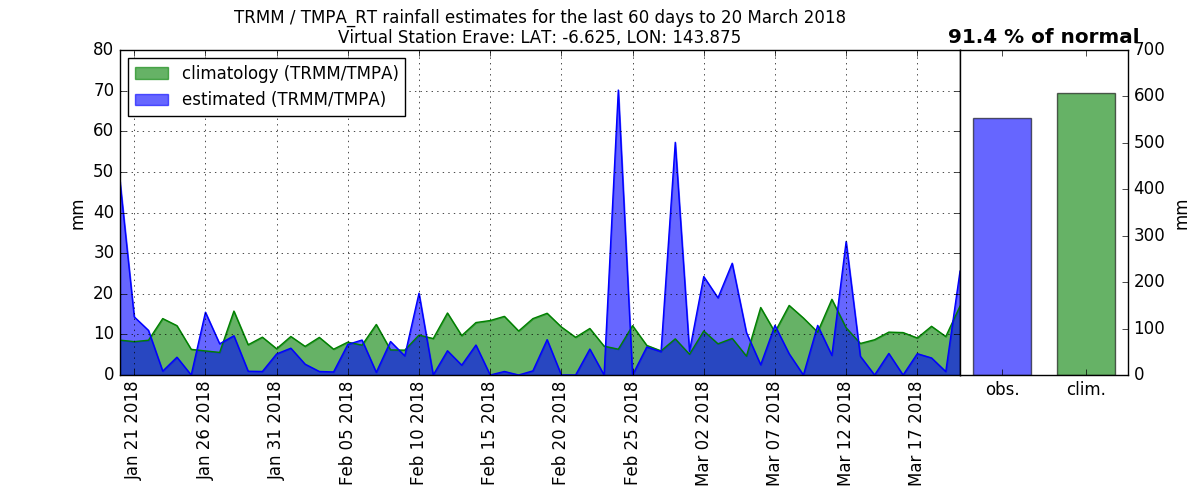 TRMM / TMPA_RT rainfall estimates for the last 60 days to 20 March 2018
Virtual Station Erave: LAT: -6.625, LON: 143.875
91.4 % of normal
climatology (TRMM/TMPA)
estimated (TRMM/TMPA)
80
70
60
50
40
30
20
10
0
mm
Jan 21 2018
Jan 26 2018
Jan 31 2018
Feb 05 2018
Feb 10 2018
Feb 15 2018
Feb 20 2018
Feb 25 2018
Mar 02 2018
Mar 07 2018
Mar 12 2018
Mar 17 2018
obs.
clim.
700
600
500
400
300
200
100
0
mm